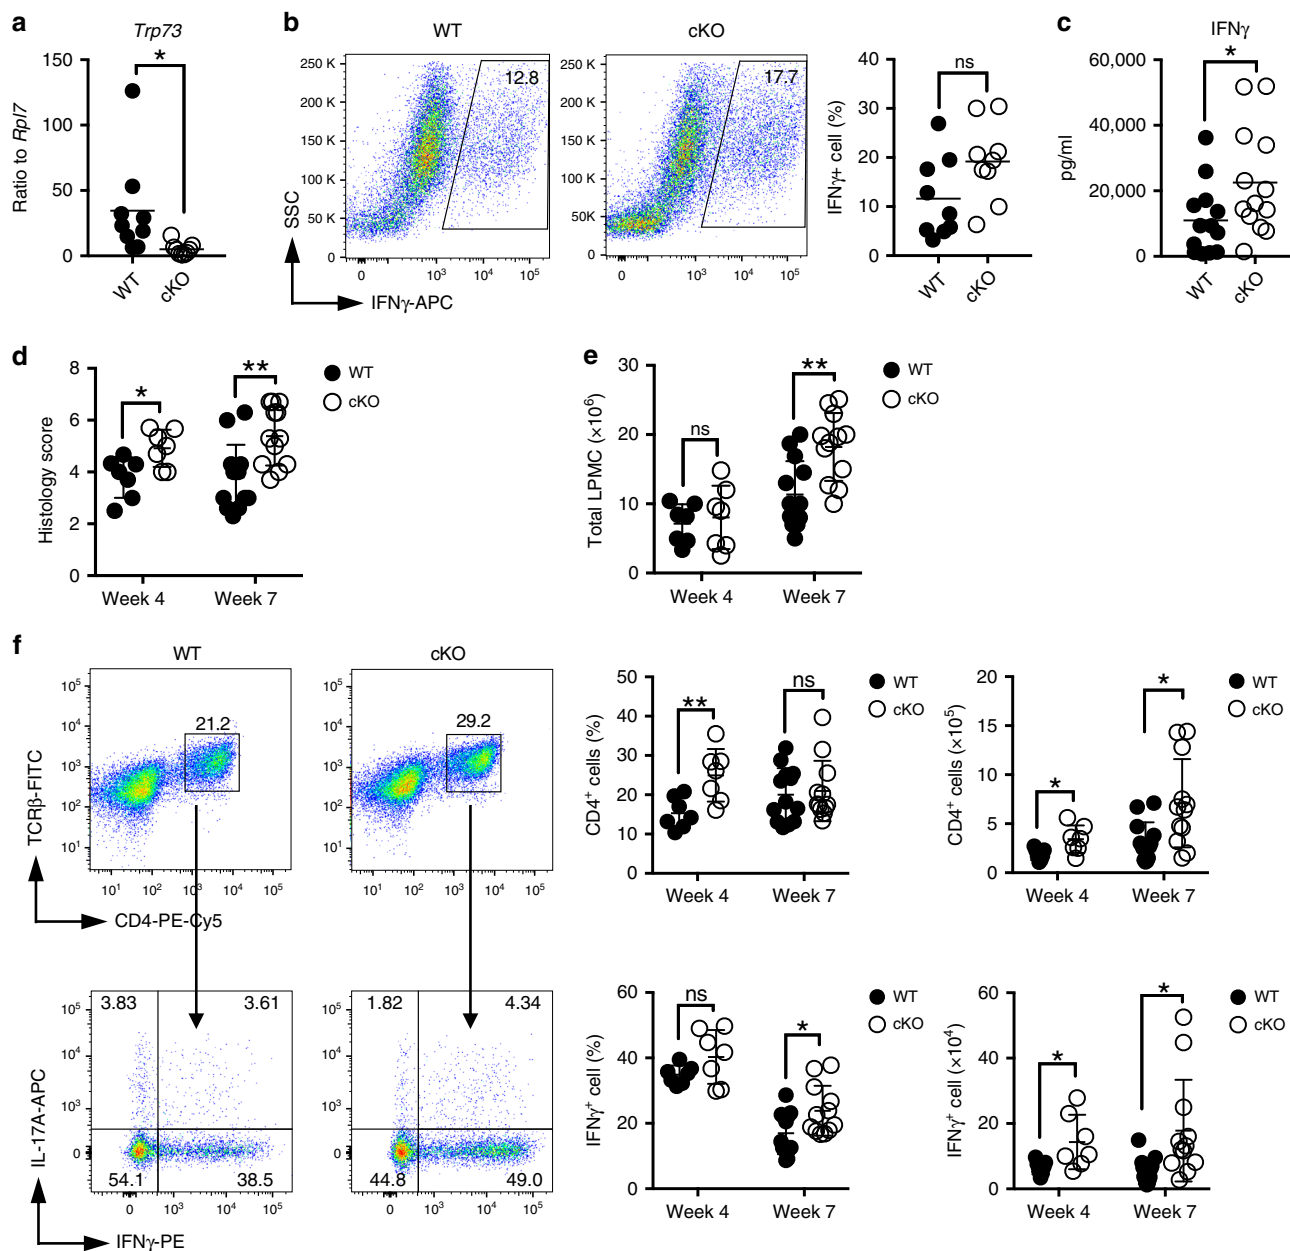 a
Trp73
*
150
100
50
0
Ratio to Rpl7
WT
cKO
b
WT
cKO
250 K
200 K
150 K
100 K
50 K
0
12.8
0
10³
10⁴
10⁵
250 K
200 K
150 K
100 K
50 K
0
17.7
0
10³
10⁴
10⁵
SSC
IFNγ-APC
IFNγ+ cell (%)
40
30
20
10
0
ns
WT
cKO
c
IFNγ
*
pg/ml
60,000
40,000
20,000
0
WT
cKO
d
Histology score
8
6
4
2
0
*
**
WT
cKO
Week 4
Week 7
e
Total LPMC (×10⁶)
30
20
10
0
ns
**
WT
cKO
Week 4
Week 7
f
WT
cKO
10⁵
10⁴
10³
10²
10¹
21.2
10¹
10²
10³
10⁴
10⁵
10⁵
10⁴
10³
10²
10¹
29.2
10¹
10²
10³
10⁴
10⁵
TCRβ-FITC
CD4-PE-Cy5
CD4⁺ cells (%)
50
40
30
20
10
0
**
ns
WT
cKO
Week 4
Week 7
CD4⁺ cells (×10⁵)
20
15
10
5
0
*
*
WT
cKO
Week 4
Week 7
10⁵
10⁴
10³
0
3.83
3.61
54.1
38.5
0
10³
10⁴
10⁵
10⁵
10⁴
10³
0
1.82
4.34
44.8
49.0
0
10³
10⁴
10⁵
IL-17A-APC
IFNγ-PE
IFNγ⁺ cell (%)
60
40
20
0
ns
*
WT
cKO
Week 4
Week 7
IFNγ⁺ cell (×10⁴)
60
40
20
0
*
*
WT
cKO
Week 4
Week 7